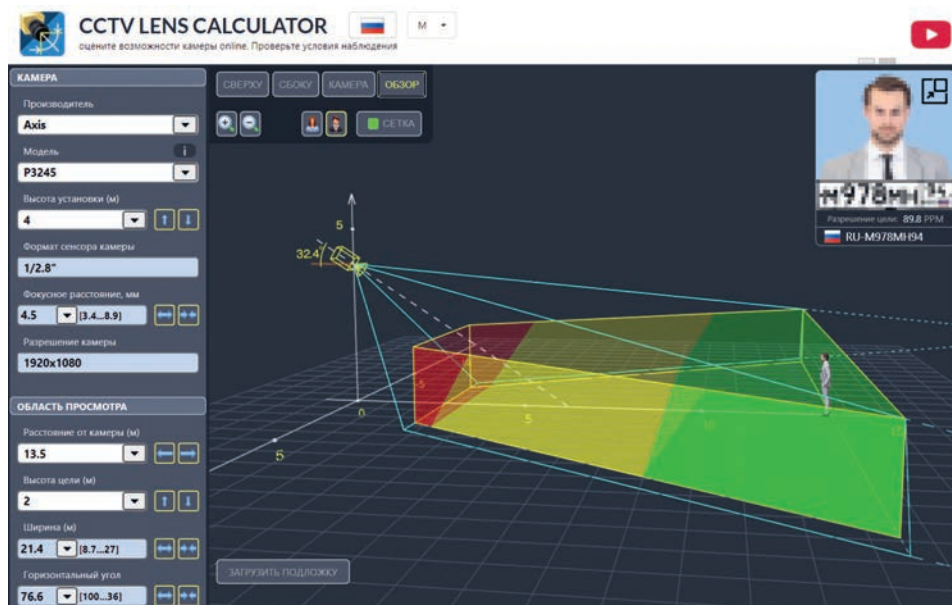 CCTV LENS CALCULATOR
М
оцените возможности камеры online. Проверьте условия наблюдения
КАМЕРА
Производитель
Axis
Модель
i
P3245
Высота установки (м)
4
Формат сенсора камеры
1/2.8"
Фокусное расстояние, мм
4.5 [3.4...8.9]
Разрешение камеры
1920x1080
ОБЛАСТЬ ПРОСМОТРА
Расстояние от камеры (м)
13.5
Высота цели (м)
2
Ширина (м)
21.4 [8.7...27]
Горизонтальный угол
76.6 [100...36]
СВЕРХУ СБОКУ КАМЕРА ОБЗОР
СЕТКА
5
32.4°
0
5
10
5
ЗАГРУЗИТЬ ПОДЛОЖКУ
М978МН 94
Разрешение цели: 89.8 PPM
RU-M978MH94